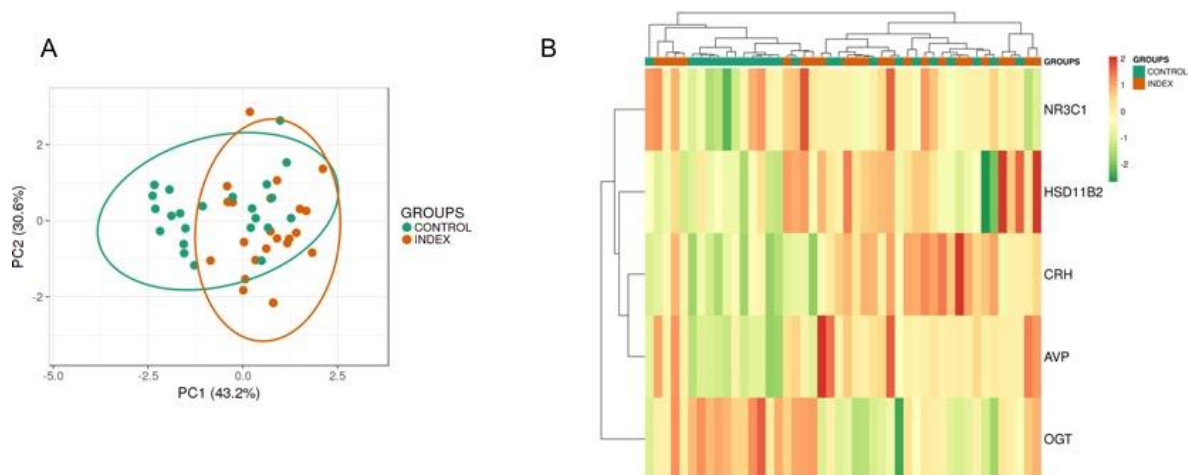 A
B
2
0
-2
PC2 (30.6%)
-5.0
-2.5
0.0
2.5
PC1 (43.2%)
GROUPS
CONTROL
INDEX
GROUPS
NR3C1
HSD11B2
CRH
AVP
OGT
2
1
0
-1
-2
GROUPS
CONTROL
INDEX